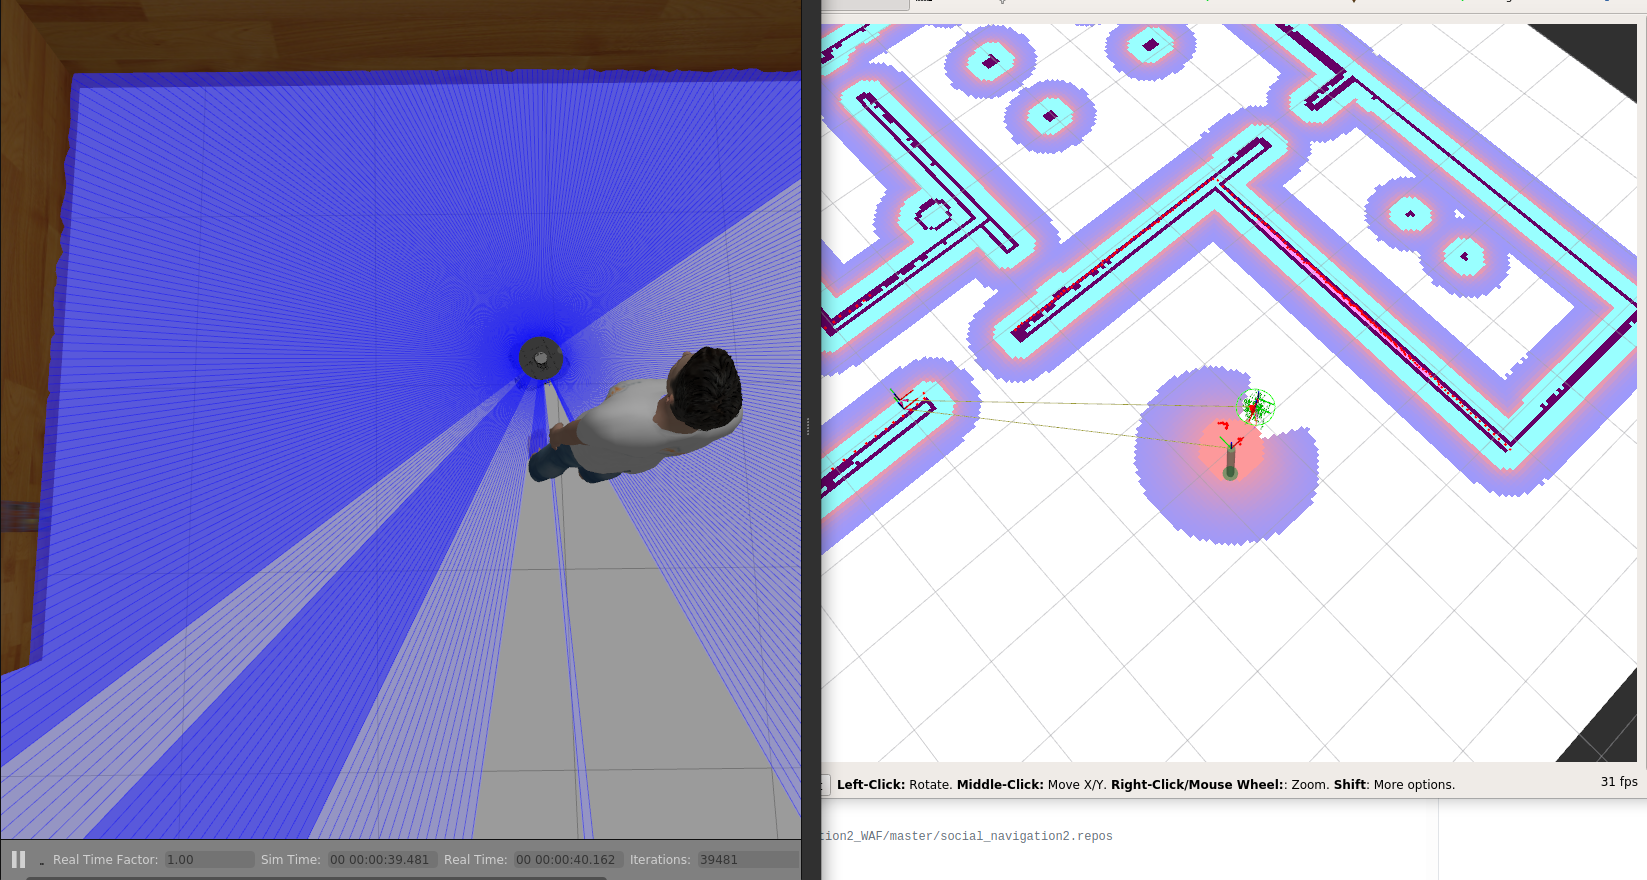 Left-Click: Rotate. Middle-Click: Move X/Y. Right-Click/Mouse Wheel:: Zoom. Shift: More options.
31 fps
tion2_WAF/master/social_navigation2.repos
Real Time Factor: 1.00 Sim Time: 00 00:00:39.481 Real Time: 00 00:00:40.162 Iterations: 39481